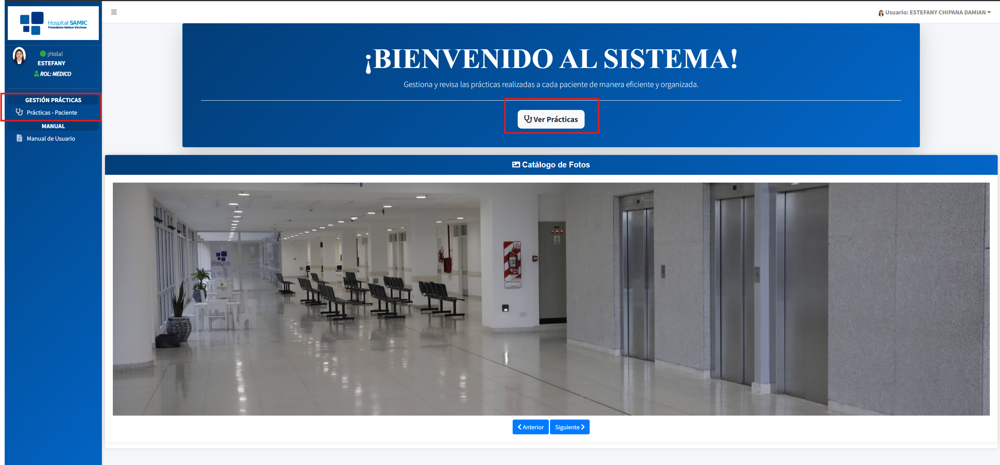 Hospital SAMIC
Presidente Néstor Kirchner
Usuario: ESTEFANY CHIPANA DAMIAN
¡Hola!
ESTEFANY
ROL: MEDICO
GESTIÓN PRÁCTICAS
Prácticas - Paciente
MANUAL
Manual de Usuario
¡BIENVENIDO AL SISTEMA!
Gestiona y revisa las prácticas realizadas a cada paciente de manera eficiente y organizada.
Ver Prácticas
Catálogo de Fotos
Anterior
Siguiente